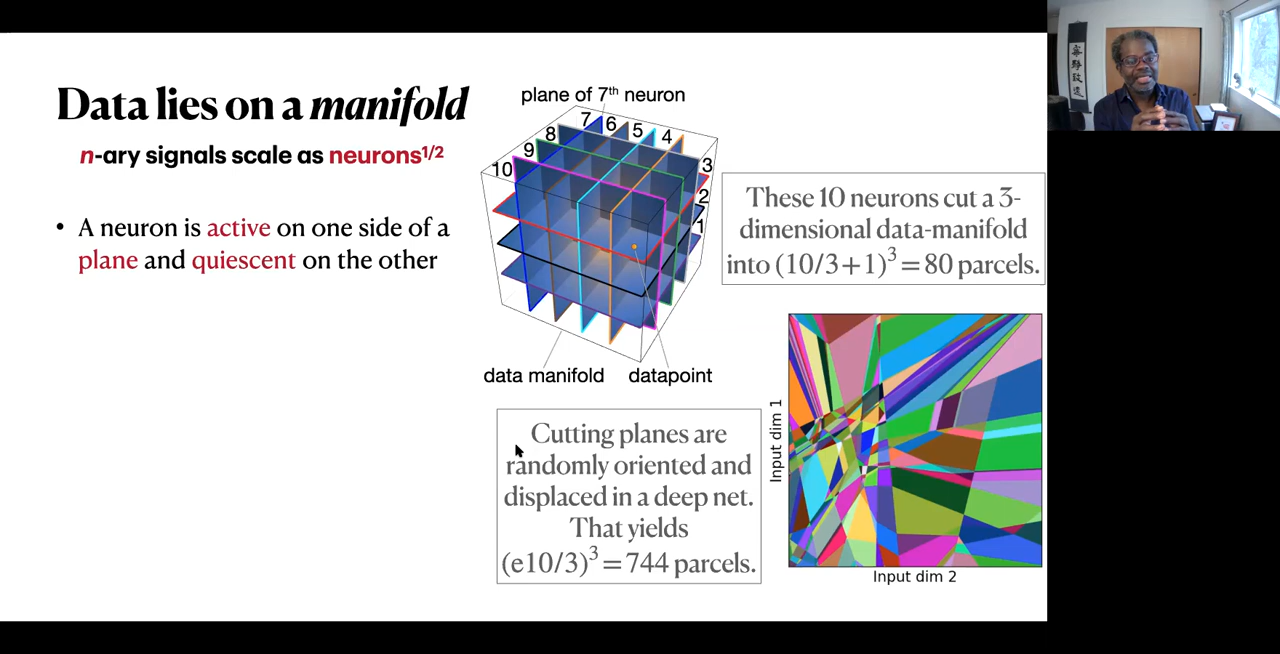 Data lies on a manifold
n-ary signals scale as neurons1/2
• A neuron is active on one side of a
plane and quiescent on the other
plane of 7th neuron
7
6
5
4
8
9
10
3
2
1
data manifold
datapoint
These 10 neurons cut a 3-
dimensional data-manifold
into (10/3+1)³ = 80 parcels.
Cutting planes are
randomly oriented and
displaced in a deep net.
That yields
(e10/3)³ = 744 parcels.
Input dim 1
Input dim 2